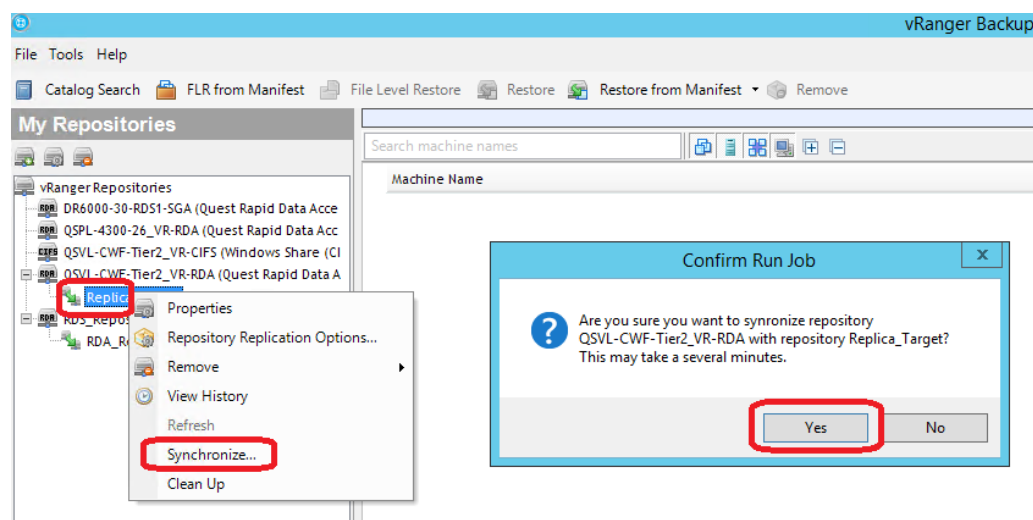 vRanger Backup
File Tools Help
Catalog Search FLR from Manifest File Level Restore Restore Restore from Manifest Remove
My Repositories
Search machine names
Machine Name
vRanger Repositories
DR6000-30-RDS1-SGA (Quest Rapid Data Acce
QSPL-4300-26_VR-RDA (Quest Rapid Data Acc
QSVL-CWF-Tier2_VR-CIFS (Windows Share (CI
QSVL-CWF-Tier2_VR-RDA (Quest Rapid Data A
Replica
RDS_Repos
RDA_R
Properties
Repository Replication Options...
Remove
View History
Refresh
Synchronize...
Clean Up
Confirm Run Job
X
Are you sure you want to synronize repository
QSVL-CWF-Tier2_VR-RDA with repository Replica_Target?
This may take a several minutes.
Yes No